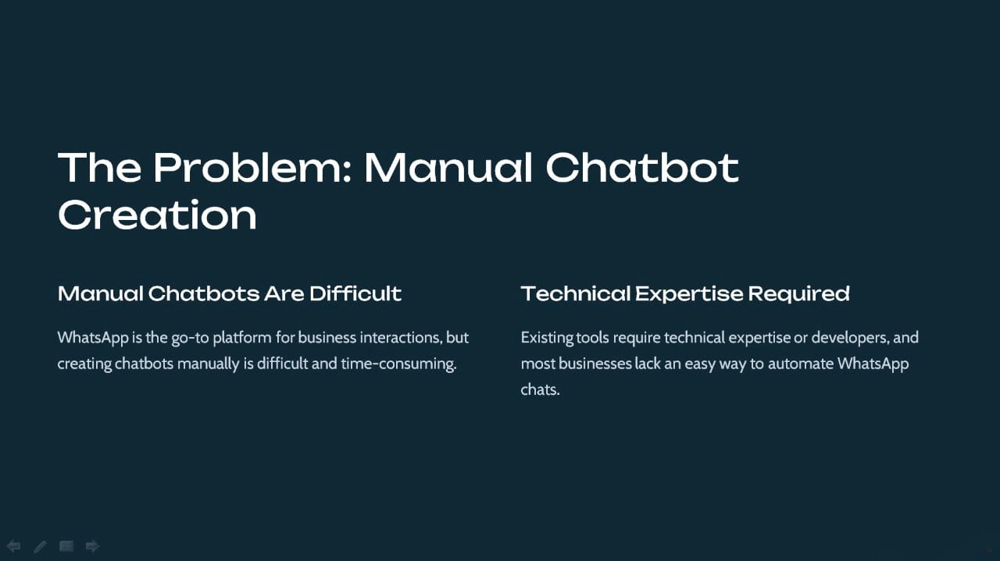 The Problem: Manual Chatbot
Creation
Manual Chatbots Are Difficult
WhatsApp is the go-to platform for business interactions, but
creating chatbots manually is difficult and time-consuming.
Technical Expertise Required
Existing tools require technical expertise or developers, and
most businesses lack an easy way to automate WhatsApp
chats.